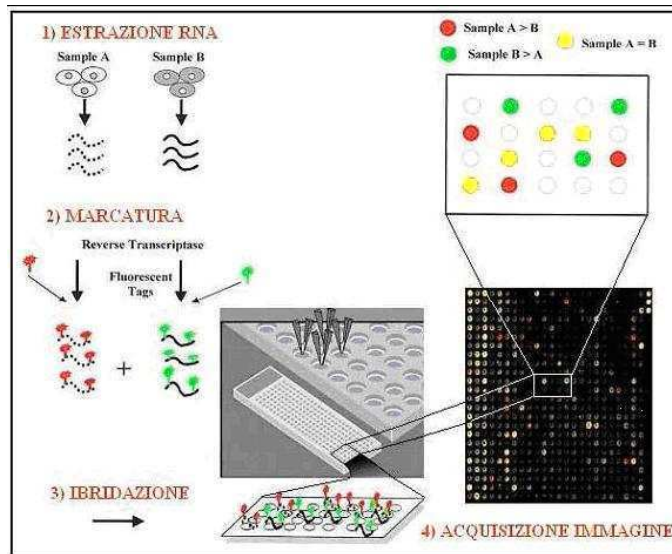 1) ESTRAZIONE RNA
Sample A
Sample B
2) MARCATURA
Reverse Transcriptase
Fluorescent
Tags
+
3) IBRIDAZIONE
Sample A > B
Sample B > A
Sample A = B
4) ACQUISIZIONE IMMAGINE